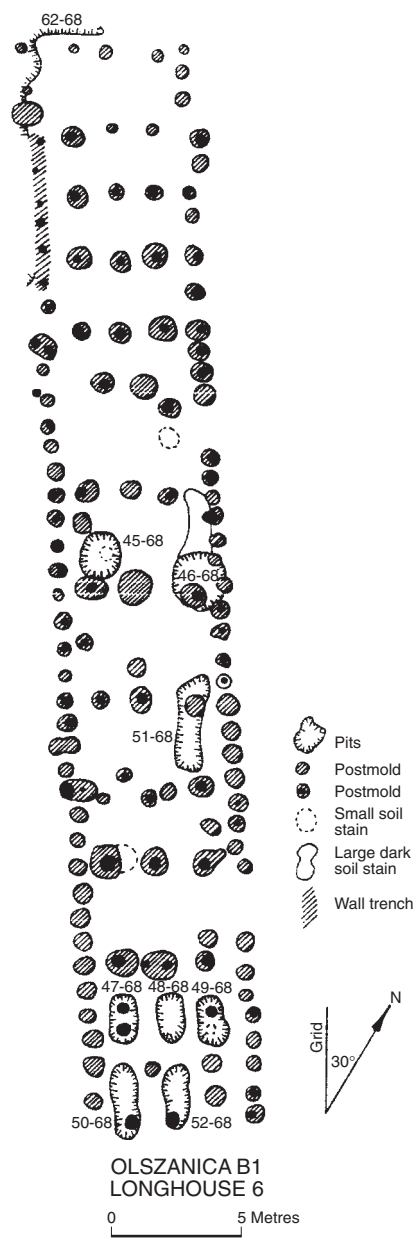 62-68
45-68
46-68
51-68
Pits
Postmold
Postmold
Small soil
stain
Large dark
soil stain
Wall trench
47-68 48-68 49-68
N
Grid
30°
50-68
52-68
OLSZANICA B1
LONGHOUSE 6
0 5 Metres